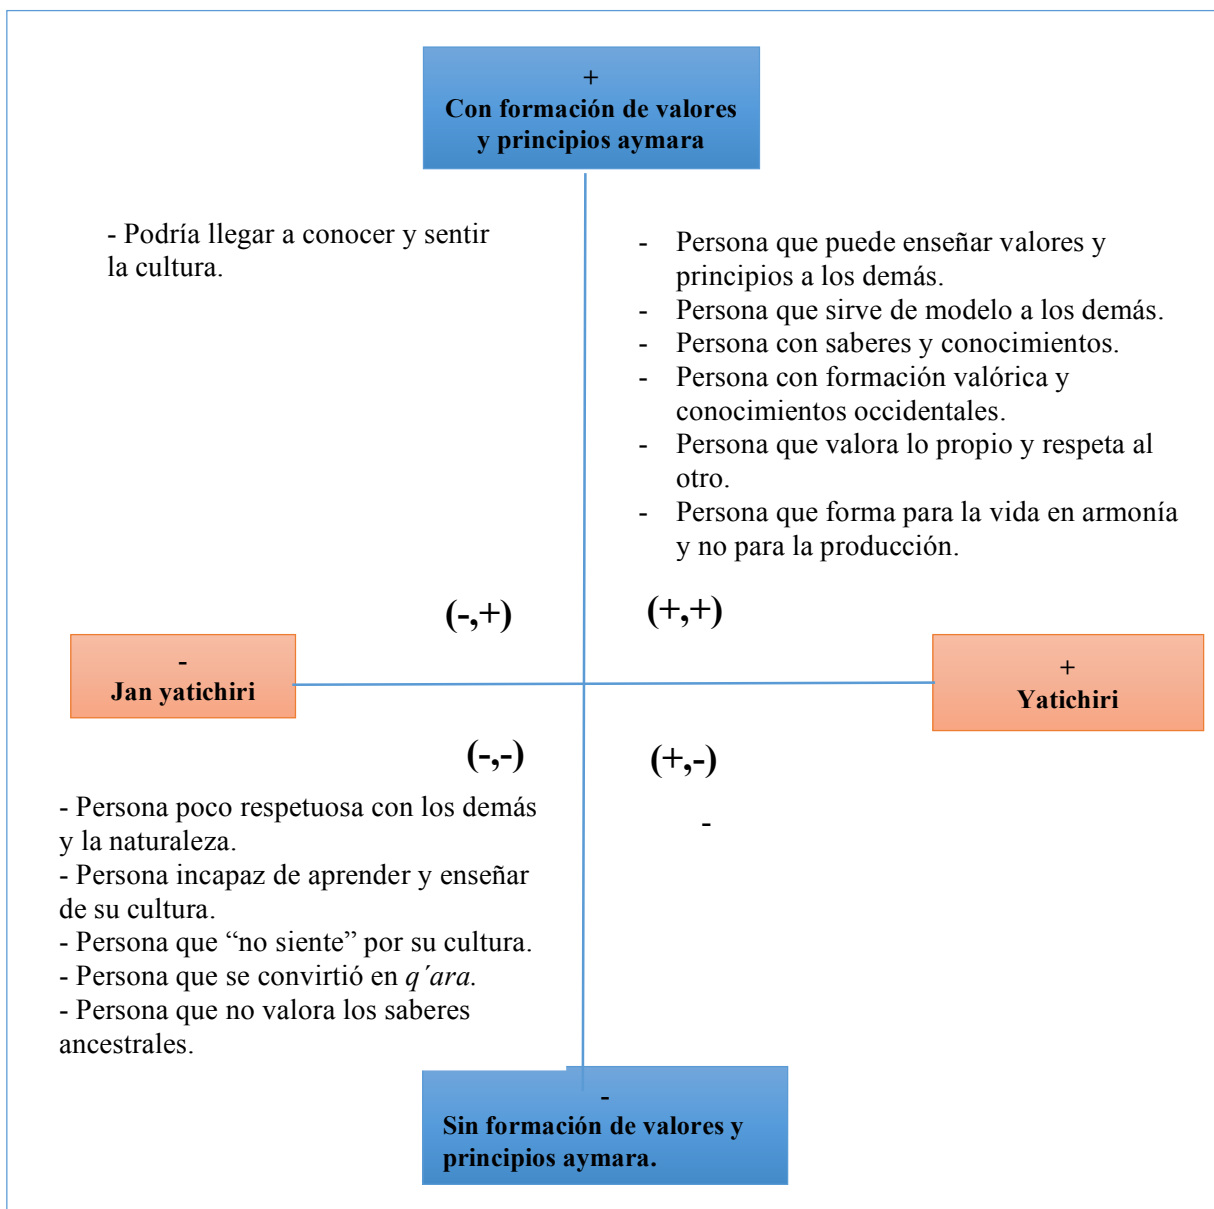 +
Con formación de valores
y principios aymara
- Podría llegar a conocer y sentir
la cultura.
- Persona que puede enseñar valores y
principios a los demás.
- Persona que sirve de modelo a los demás.
- Persona con saberes y conocimientos.
- Persona con formación valórica y
conocimientos occidentales.
- Persona que valora lo propio y respeta al
otro.
- Persona que forma para la vida en armonía
y no para la producción.
(-,+)
(+,+)
-
Jan yatichiri
+
Yatichiri
(-,-)
(+,-)
- Persona poco respetuosa con los demás
y la naturaleza.
- Persona incapaz de aprender y enseñar
de su cultura.
- Persona que “no siente” por su cultura.
- Persona que se convirtió en q´ara.
- Persona que no valora los saberes
ancestrales.
-
-
Sin formación de valores y
principios aymara.